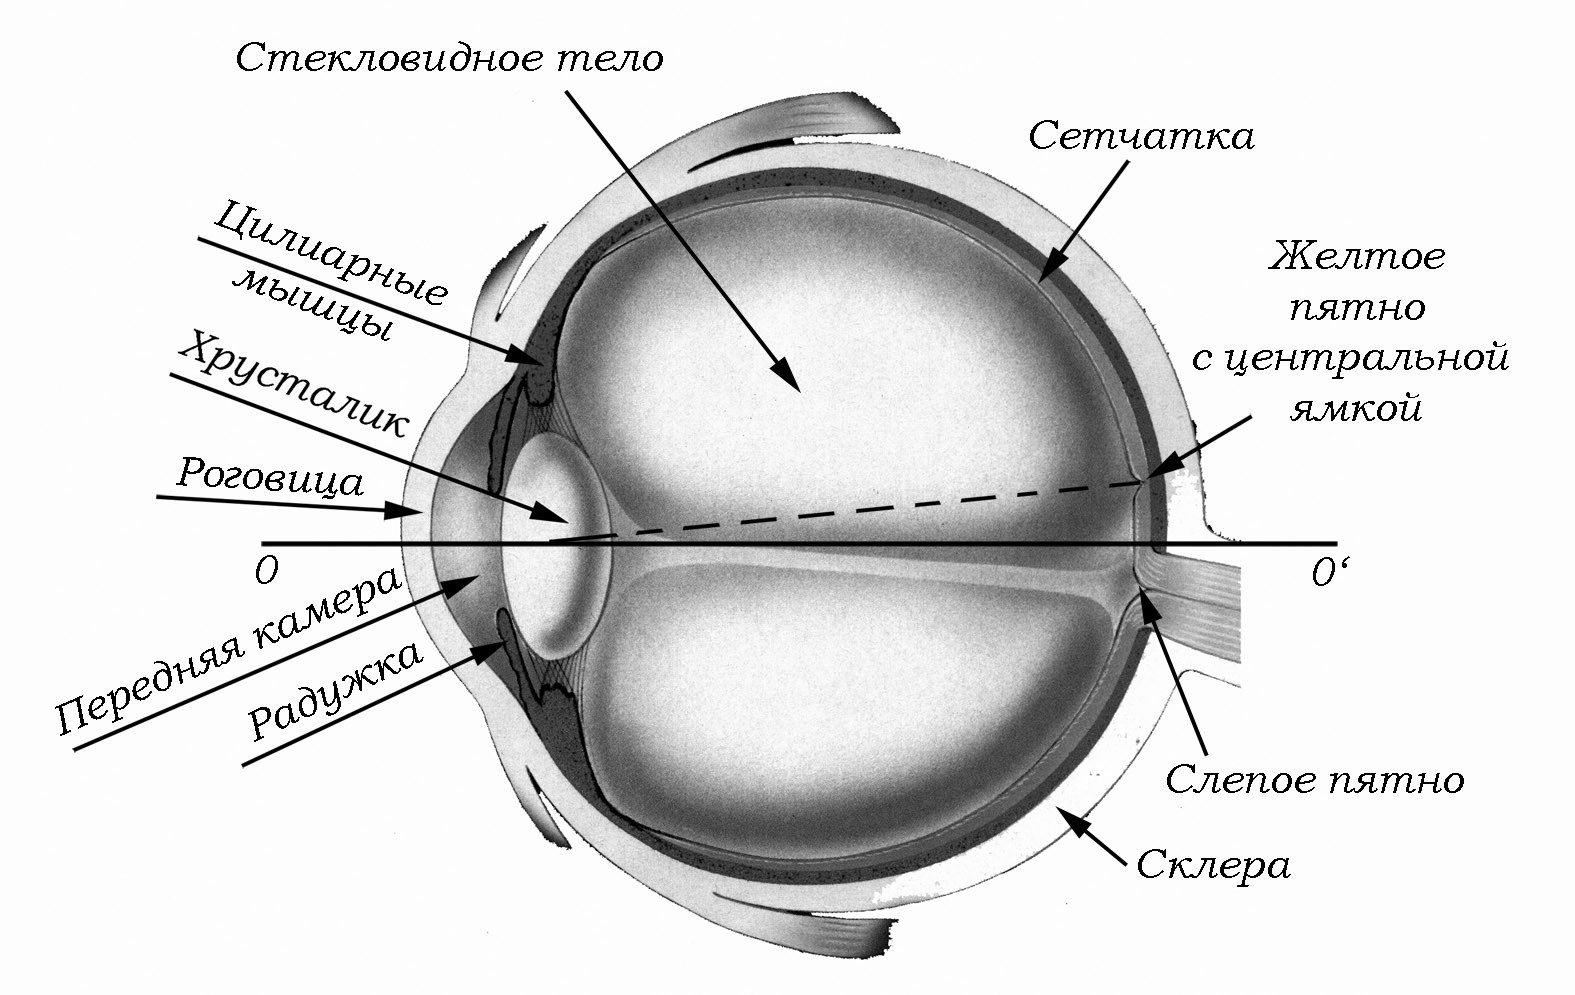 Стекловидное тело
Сетчатка
Цилиарные
мышцы
Желтое
пятно
с центральной
ямкой
Хрусталик
Роговица
0
0‘
Передняя камера
Радужка
Слепое пятно
Склера